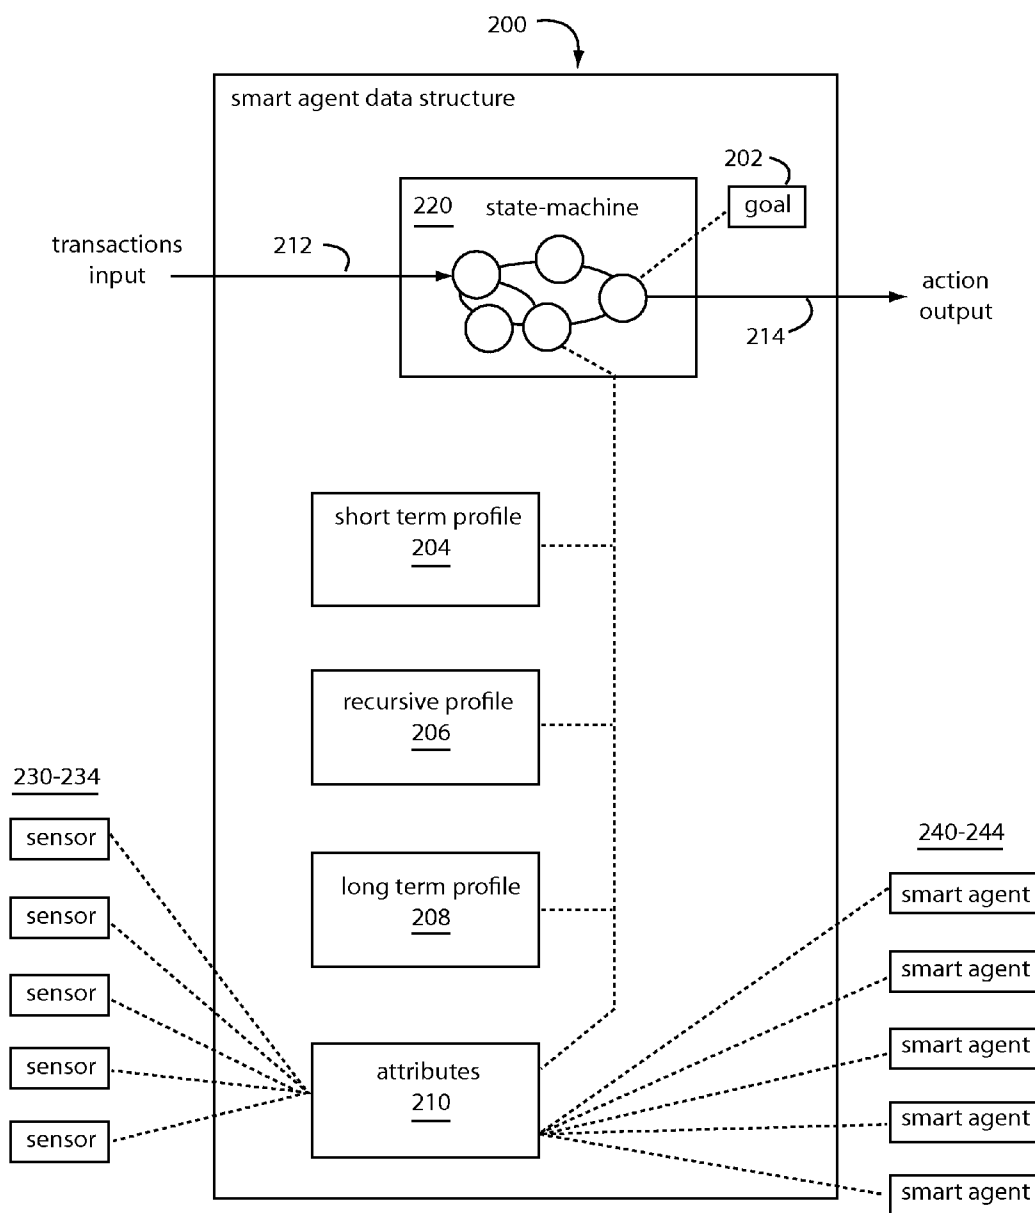 200
smart agent data structure
202
220 state-machine
goal
transactions
input
212
action
output
214
short term profile
204
recursive profile
206
230-234
sensor
sensor
sensor
sensor
sensor
long term profile
208
240-244
smart agent
smart agent
smart agent
smart agent
smart agent
attributes
210